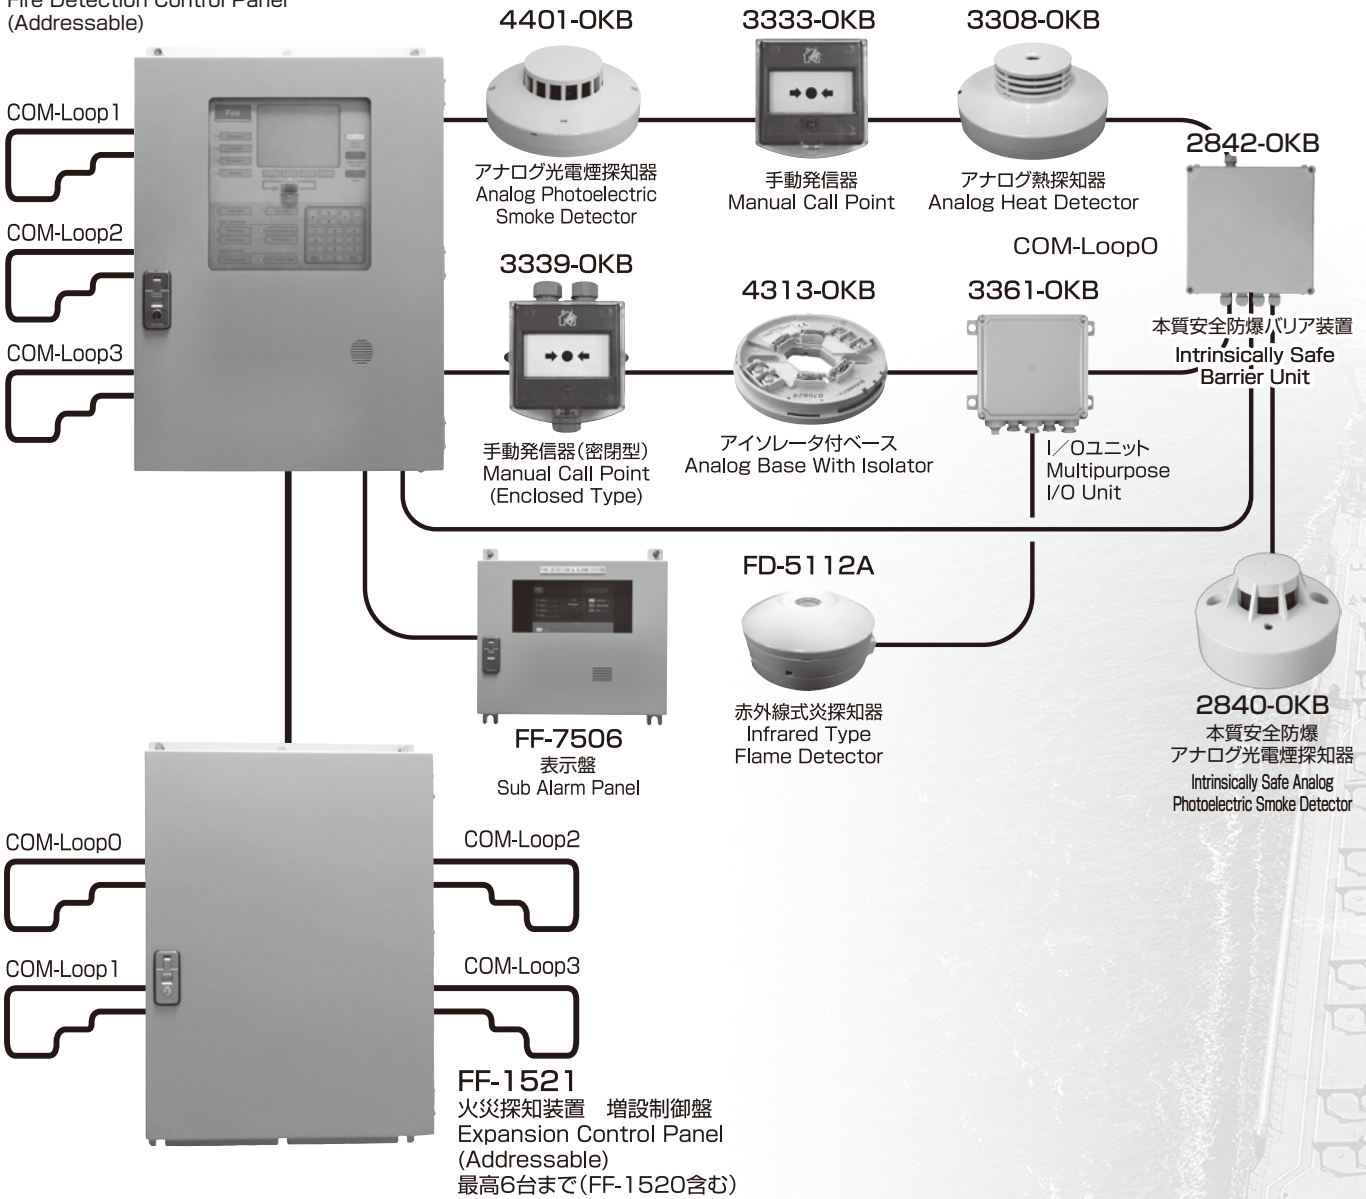 Fire Detection Control Panel
(Addressable)
4401-0KB
3333-0KB
3308-0KB
COM-Loop1
Fire
2842-0KB
アナログ光電煙探知器
Analog Photoelectric
Smoke Detector
手動発信器
Manual Call Point
アナログ熱探知器
Analog Heat Detector
COM-Loop2
COM-Loop0
3339-0KB
4313-0KB
3361-0KB
本質安全防爆バリア装置
Intrinsically Safe
Barrier Unit
COM-Loop3
手動発信器(密閉型)
Manual Call Point
(Enclosed Type)
アイソレータ付ベース
Analog Base With Isolator
I/Oユニット
Multipurpose
I/O Unit
FD-5112A
赤外線式炎探知器
Infrared Type
Flame Detector
2840-0KB
本質安全防爆
アナログ光電煙探知器
Intrinsically Safe Analog
Photoelectric Smoke Detector
FF-7506
表示盤
Sub Alarm Panel
COM-Loop0
COM-Loop2
COM-Loop1
COM-Loop3
FF-1521
火災探知装置 増設制御盤
Expansion Control Panel
(Addressable)
最高6台まで(FF-1520含む)